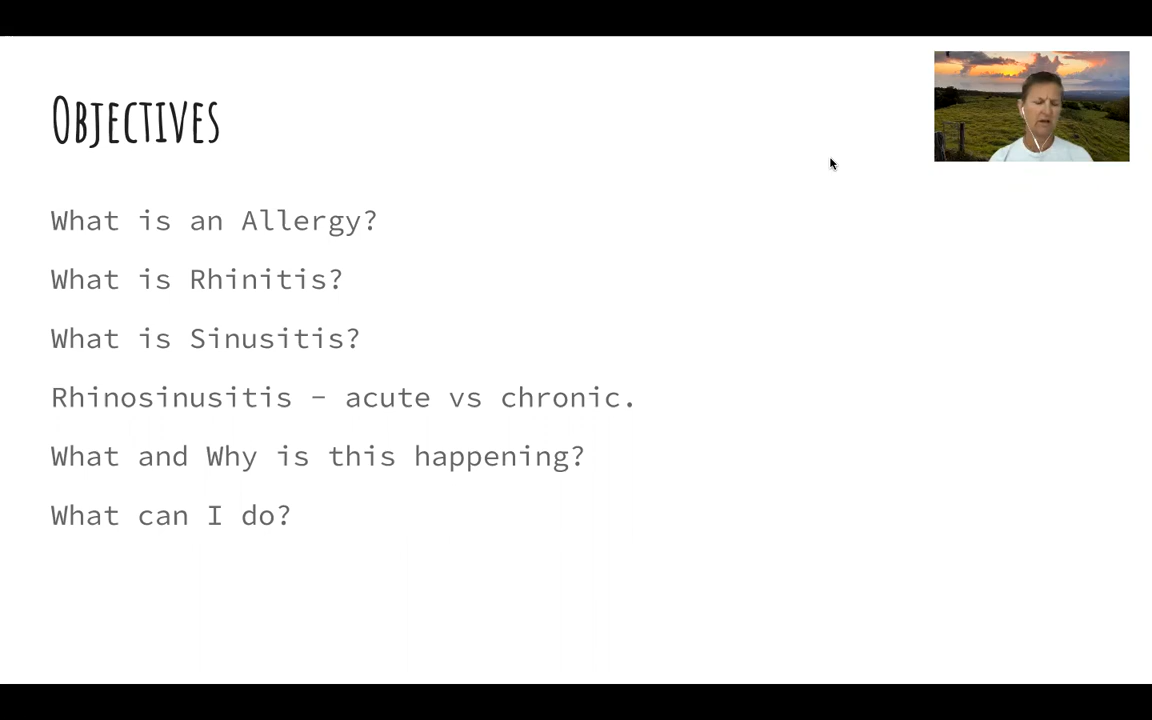 Objectives
What is an Allergy?
What is Rhinitis?
What is Sinusitis?
Rhinosinusitis - acute vs chronic.
What and Why is this happening?
What can I do?